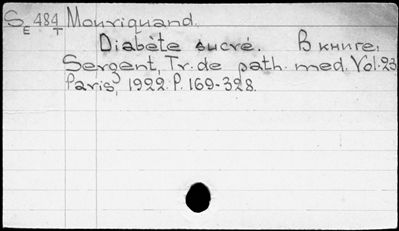 S E 484 T Mouriquand.
Diabète sucré. В книге:
Sergent, Tr. de path. med. Vol. 23
Paris, 1922. P. 169-328.